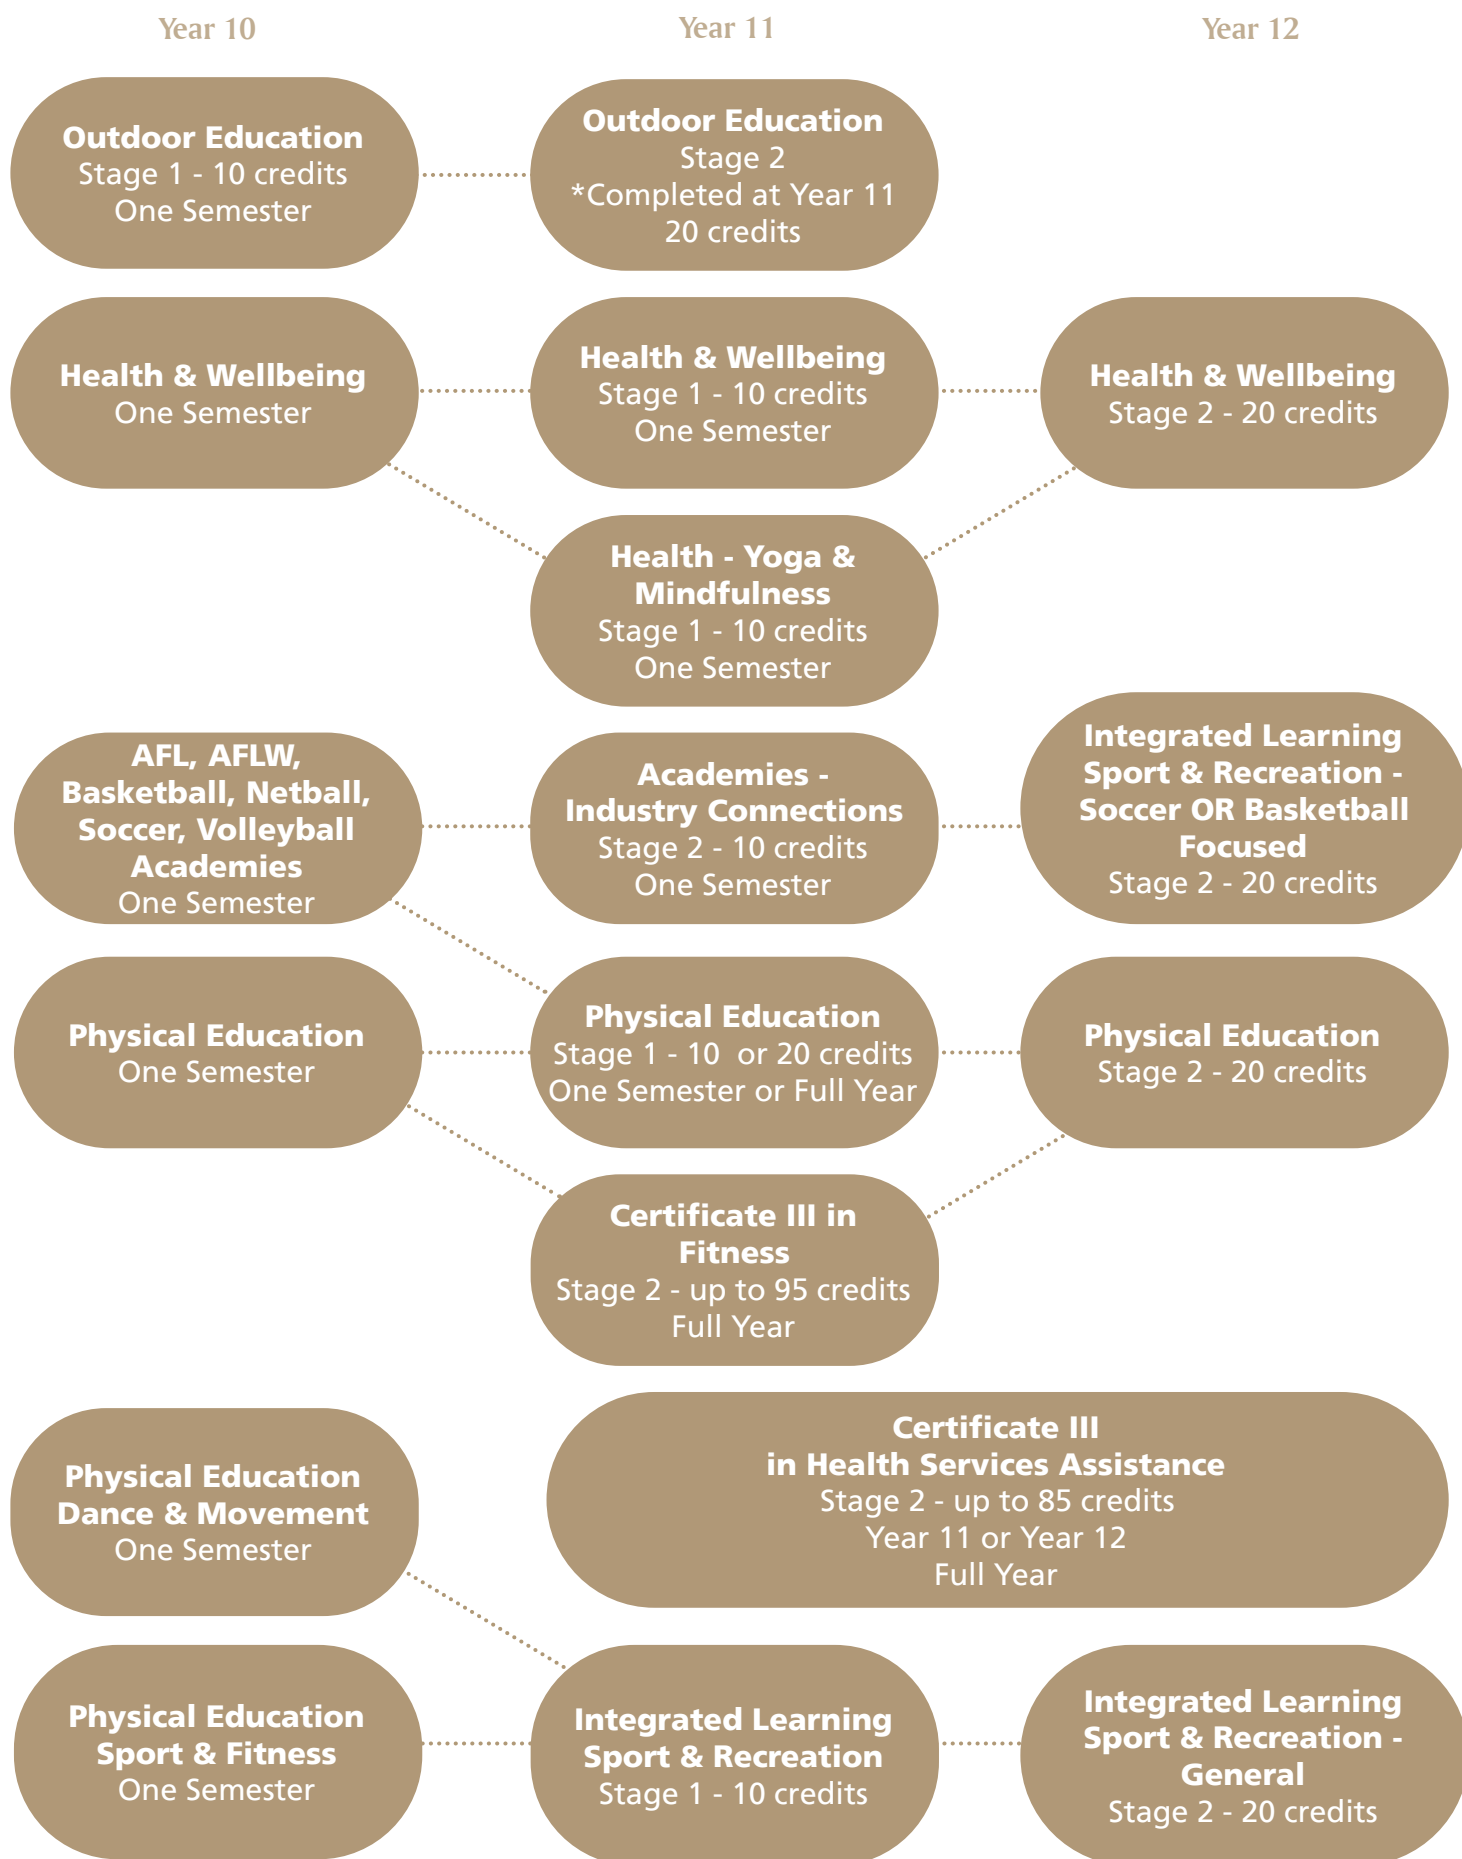 Year 10
Year 11
Year 12
Outdoor Education
Stage 1 - 10 credits
One Semester
Outdoor Education
Stage 2
*Completed at Year 11
20 credits
Health & Wellbeing
One Semester
Health & Wellbeing
Stage 1 - 10 credits
One Semester
Health & Wellbeing
Stage 2 - 20 credits
Health - Yoga &
Mindfulness
Stage 1 - 10 credits
One Semester
AFL, AFLW,
Basketball, Netball,
Soccer, Volleyball
Academies
One Semester
Academies -
Industry Connections
Stage 2 - 10 credits
One Semester
Integrated Learning
Sport & Recreation -
Soccer OR Basketball
Focused
Stage 2 - 20 credits
Physical Education
One Semester
Physical Education
Stage 1 - 10 or 20 credits
One Semester or Full Year
Physical Education
Stage 2 - 20 credits
Certificate III in
Fitness
Stage 2 - up to 95 credits
Full Year
Physical Education
Dance & Movement
One Semester
Certificate III
in Health Services Assistance
Stage 2 - up to 85 credits
Year 11 or Year 12
Full Year
Physical Education
Sport & Fitness
One Semester
Integrated Learning
Sport & Recreation
Stage 1 - 10 credits
Integrated Learning
Sport & Recreation -
General
Stage 2 - 20 credits